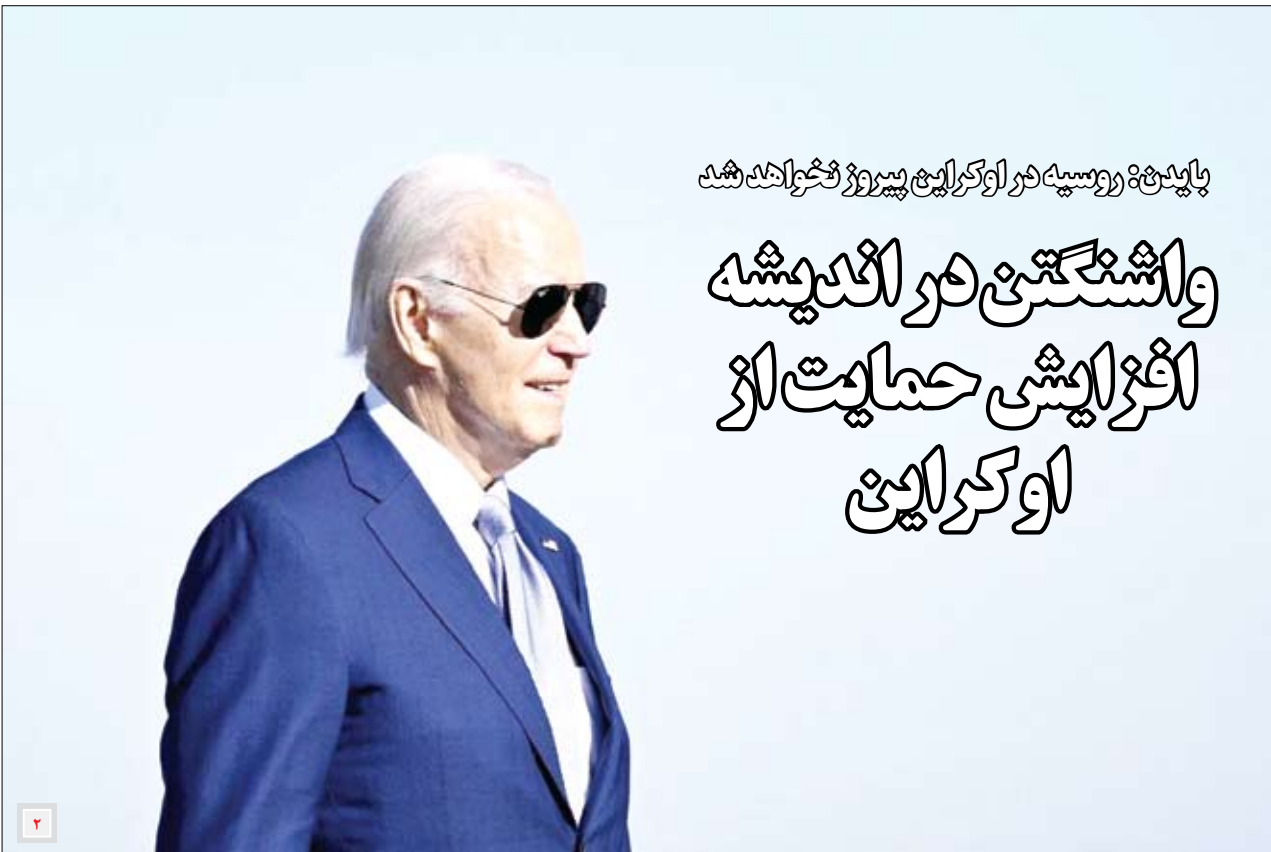 بایدن: روسیه در اوکراین پیروز نخواهد شد
واشنگتن در اندیشه
افزایش حمایت از
اوکراین
۲